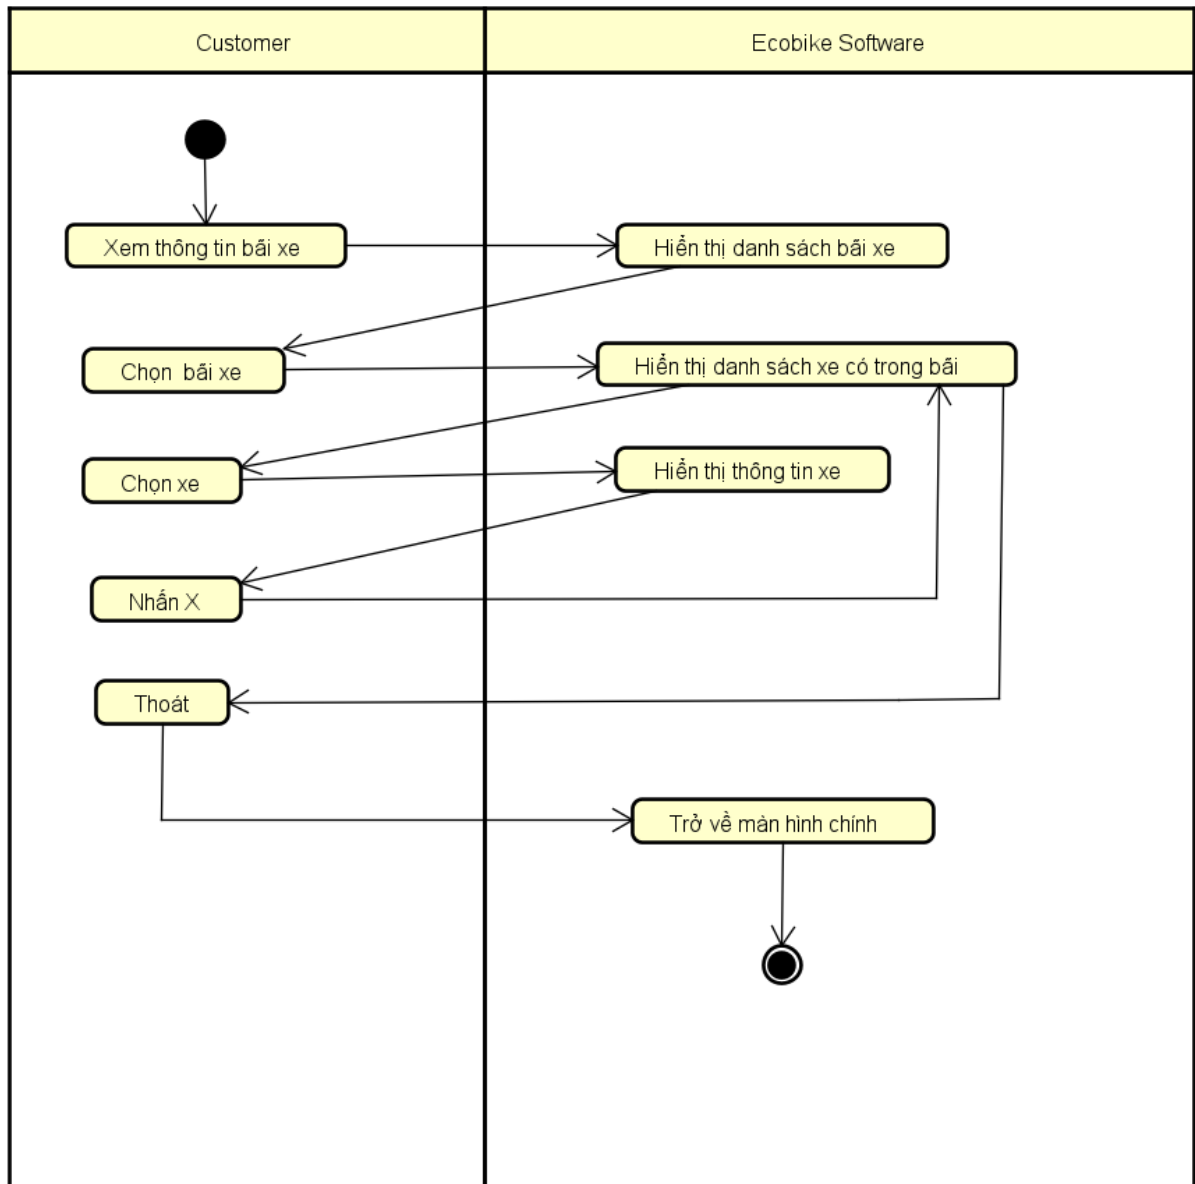 Customer
Ecobike Software
Xem thông tin bãi xe
Hiển thị danh sách bãi xe
Chọn bãi xe
Hiển thị danh sách xe có trong bãi
Chọn xe
Hiển thị thông tin xe
Nhấn X
Thoát
Trở về màn hình chính